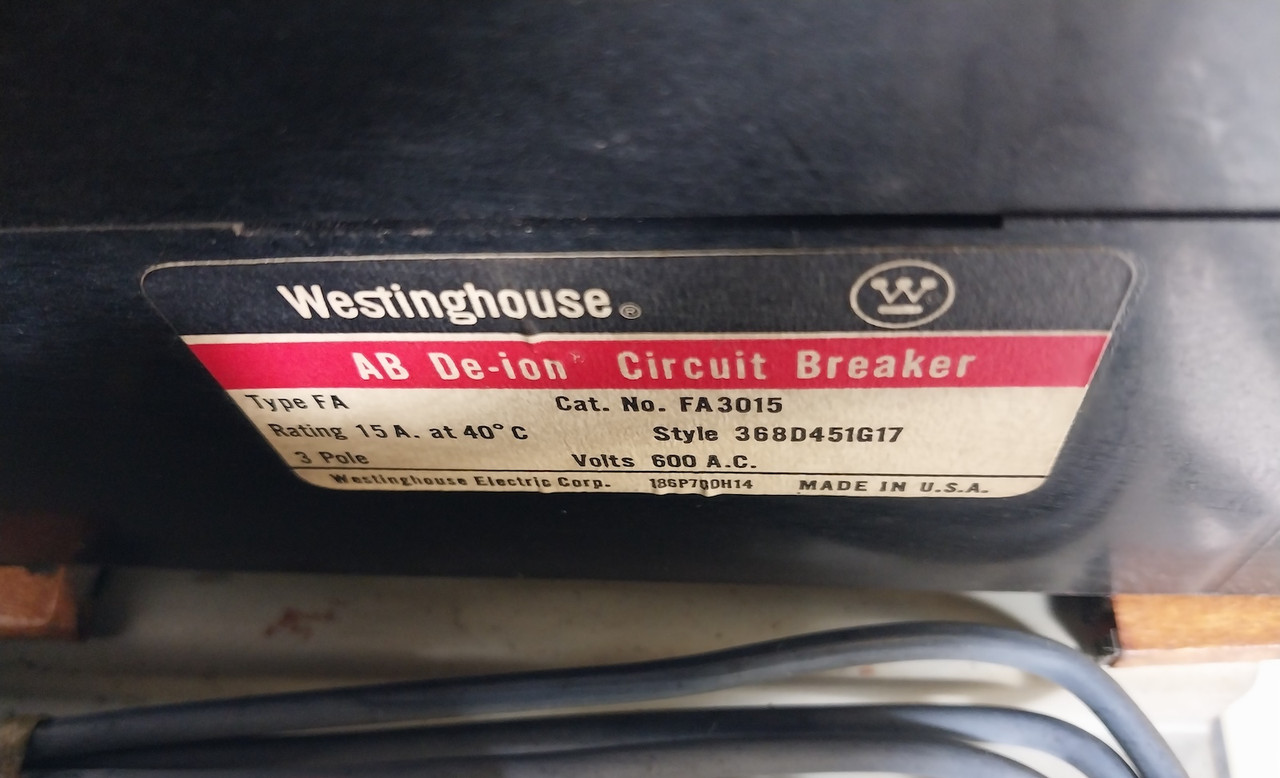 Westinghouse®
W
AB De-ion Circuit Breaker
Type FA Cat. No. FA3015
Rating 15 A. at 40° C Style 368D451G17
3 Pole Volts 600 A.C.
Westinghouse Electric Corp. 186P700H14 MADE IN U.S.A.